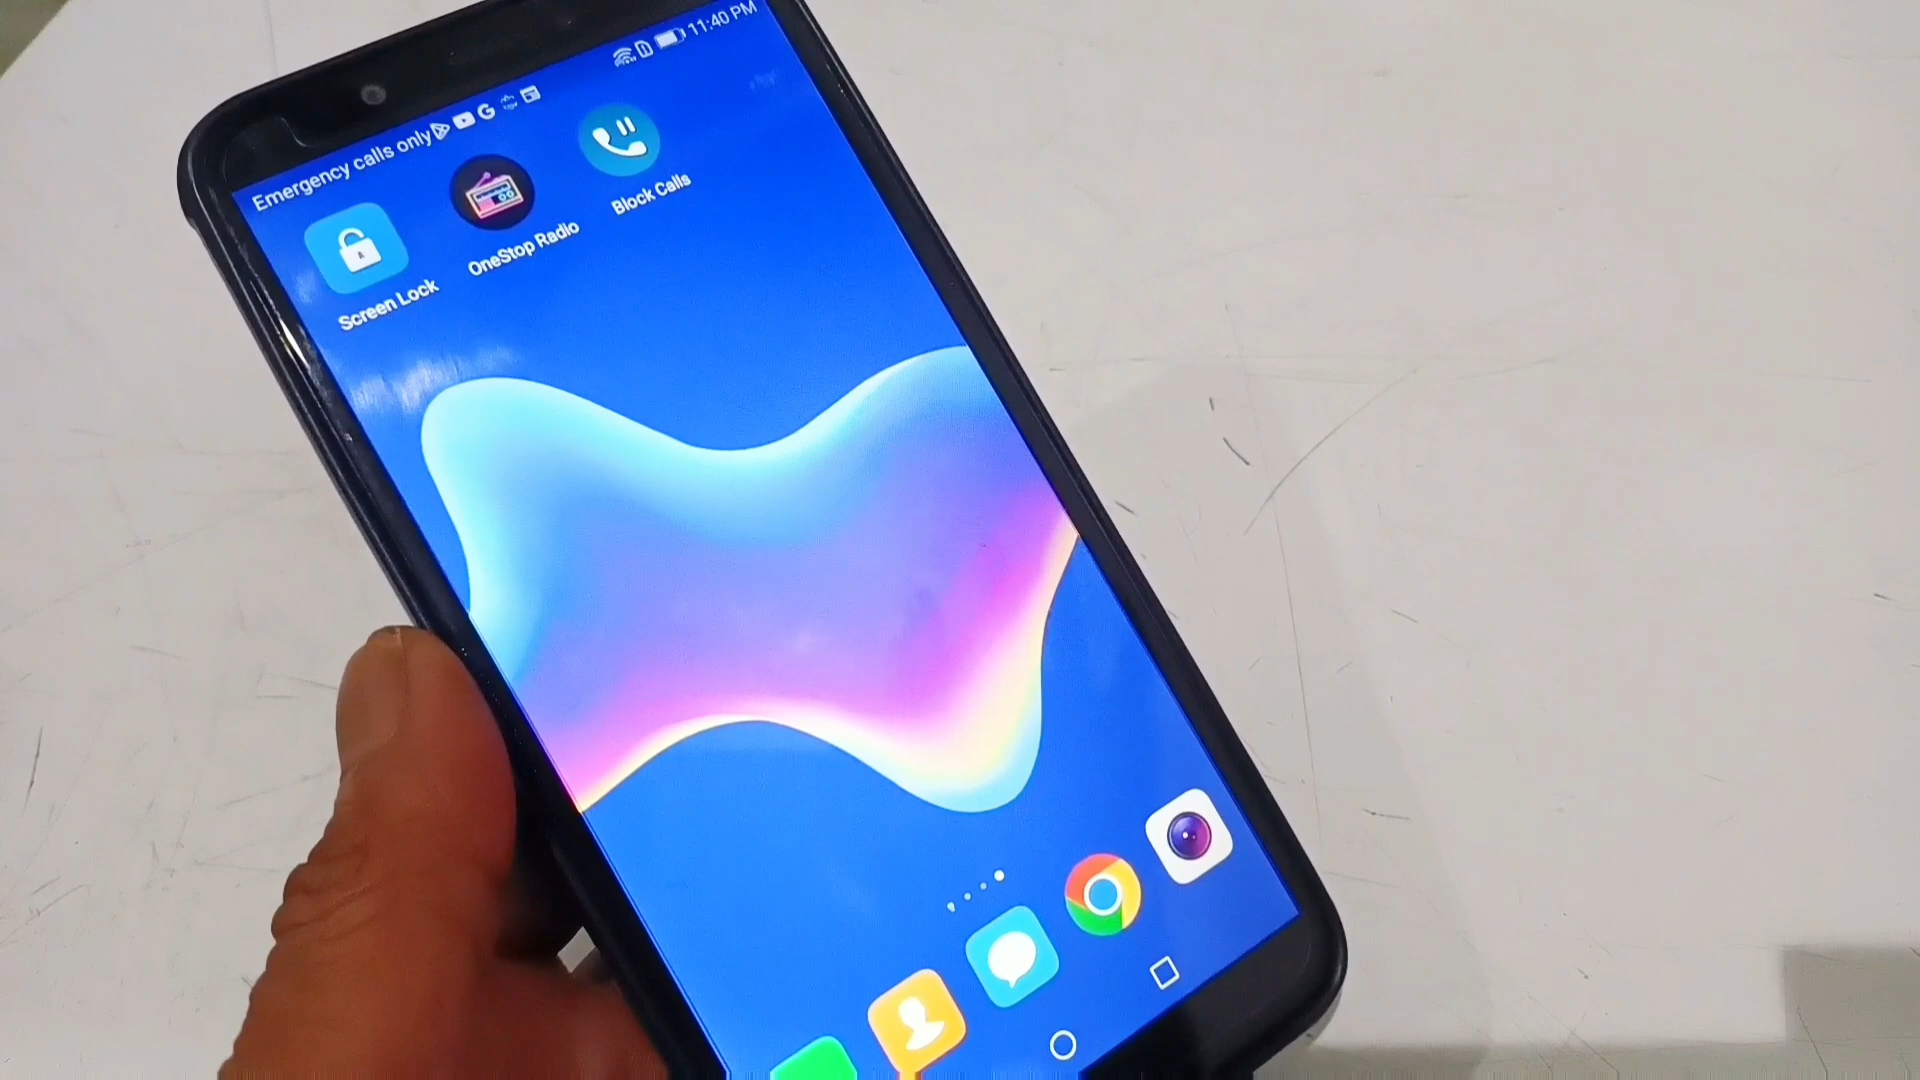 Emergency calls only
11:40 PM
Screen Lock
OneStop Radio
Block Calls